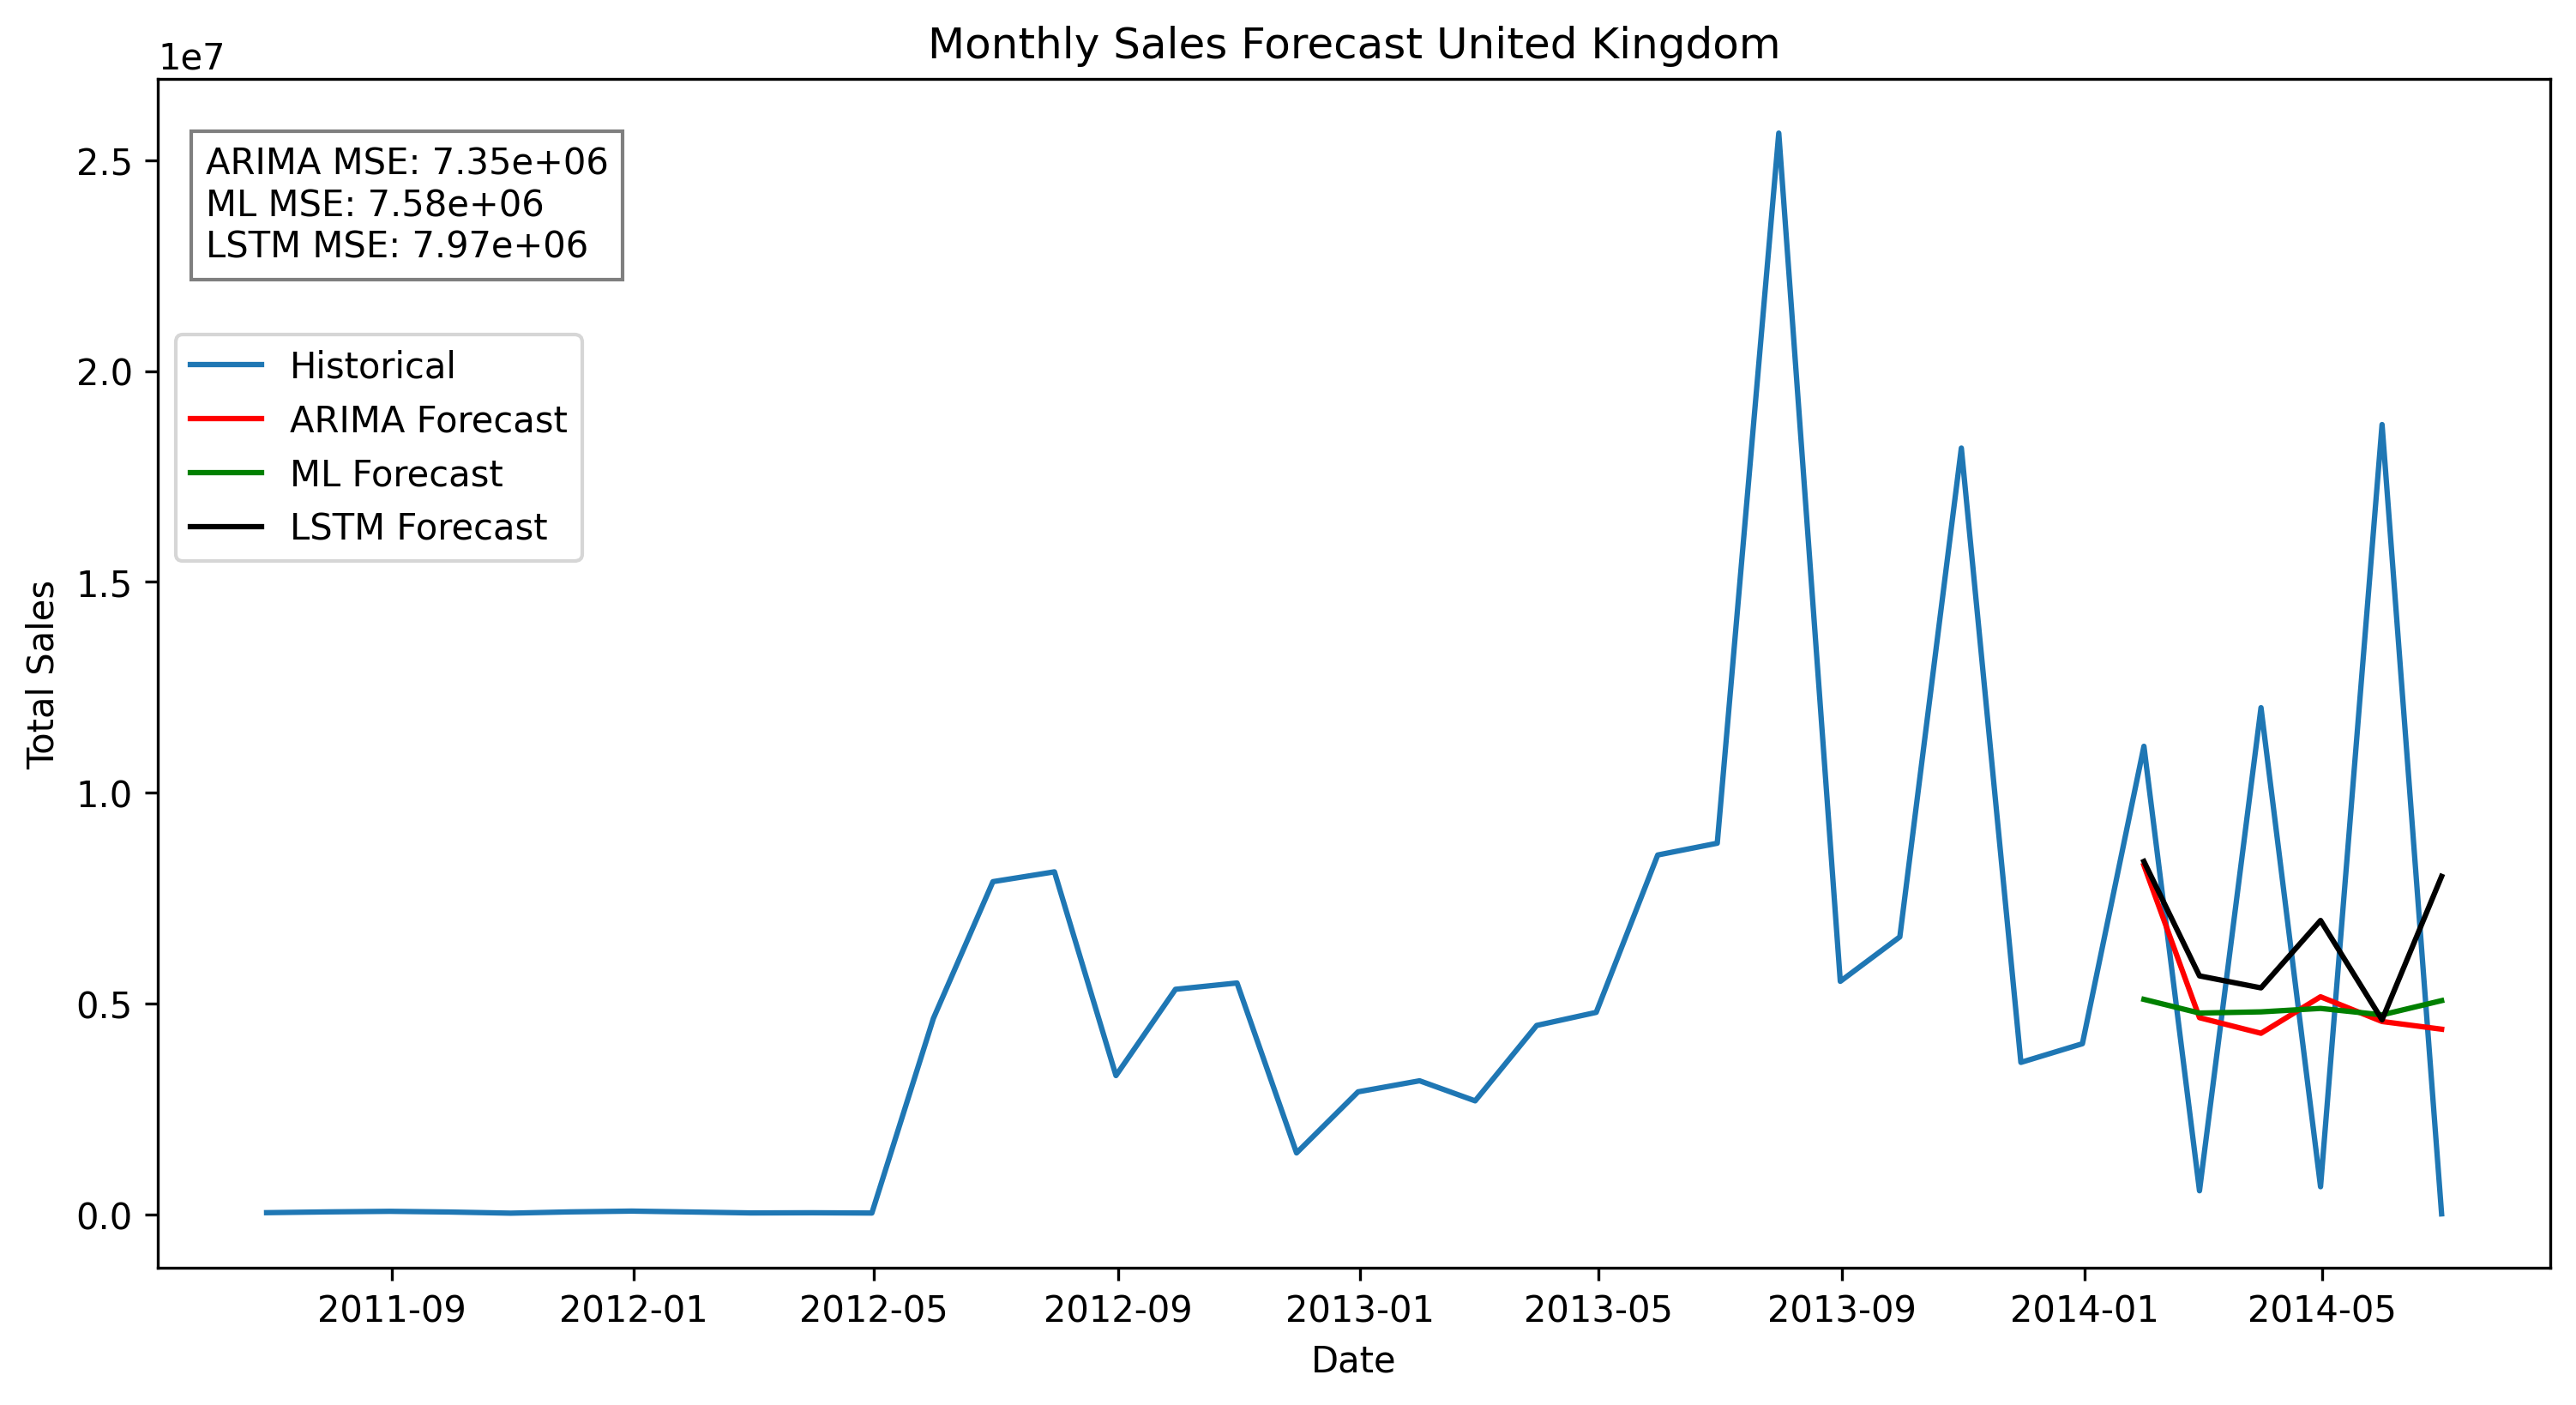 Monthly Sales Forecast United Kingdom
1e7
ARIMA MSE: 7.35e+06
ML MSE: 7.58e+06
LSTM MSE: 7.97e+06
Historical
ARIMA Forecast
ML Forecast
LSTM Forecast
Total Sales
2.5
2.0
1.5
1.0
0.5
0.0
2011-09 2012-01 2012-05 2012-09 2013-01 2013-05 2013-09 2014-01 2014-05
Date